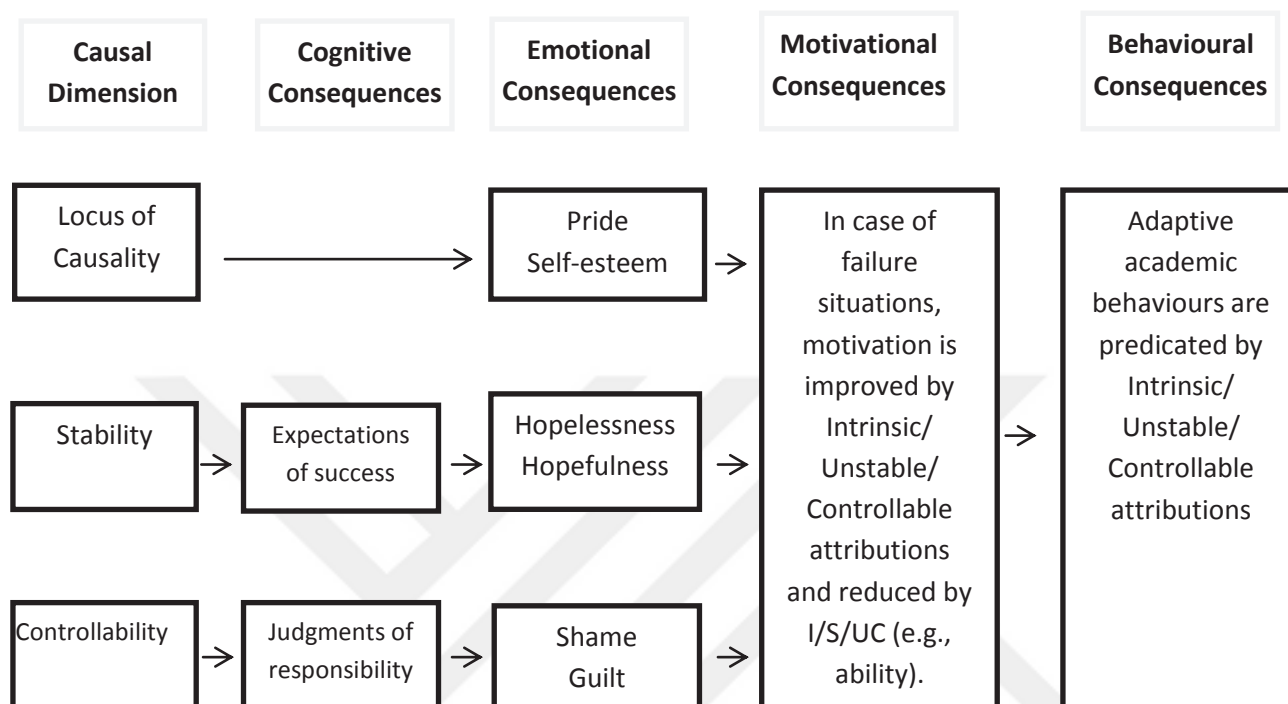 Causal
Dimension
Cognitive
Consequences
Emotional
Consequences
Motivational
Consequences
Behavioural
Consequences
Locus of
Causality
Pride
Self-esteem
In case of
failure
situations,
motivation is
improved by
Intrinsic/
Unstable/
Controllable
attributions
and reduced by
I/S/UC (e.g.,
ability).
Adaptive
academic
behaviours are
predicated by
Intrinsic/
Unstable/
Controllable
attributions
Stability
Expectations
of success
Hopelessness
Hopefulness
Controllability
Judgments of
responsibility
Shame
Guilt